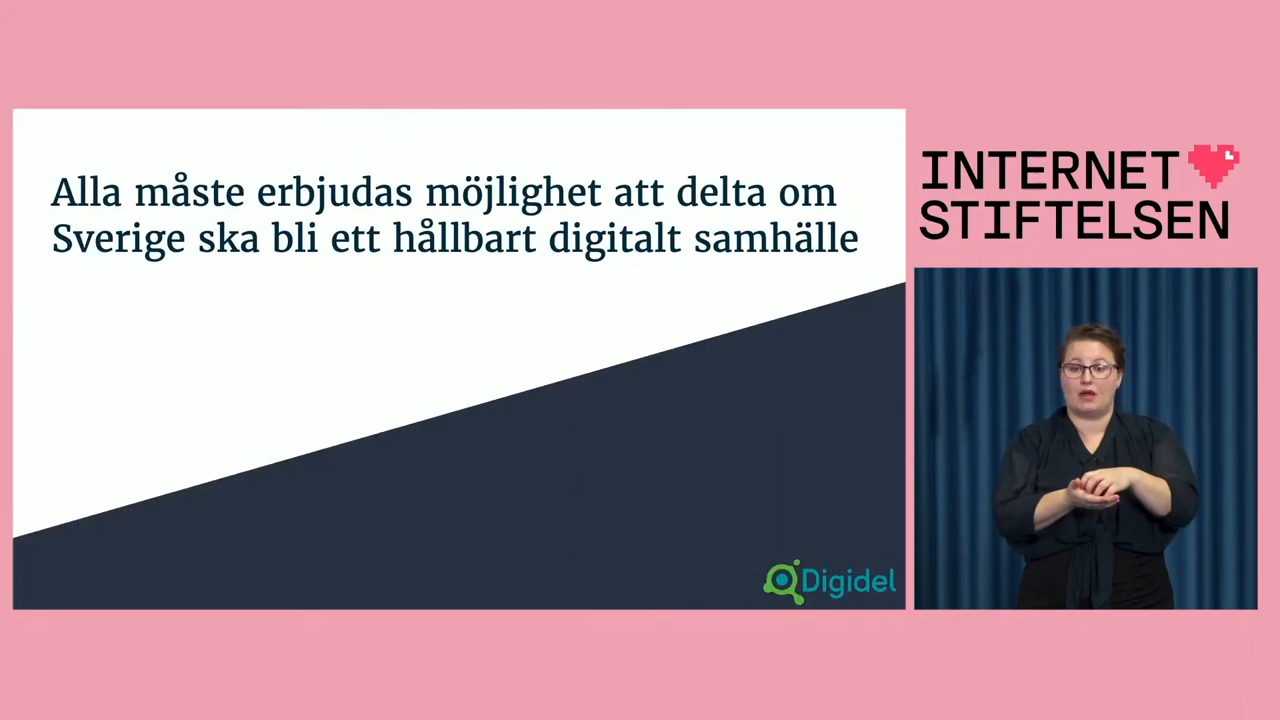 Alla måste erbjudas möjlighet att delta om
Sverige ska bli ett hållbart digitalt samhälle
Digidel
INTERNET
STIFTELSEN